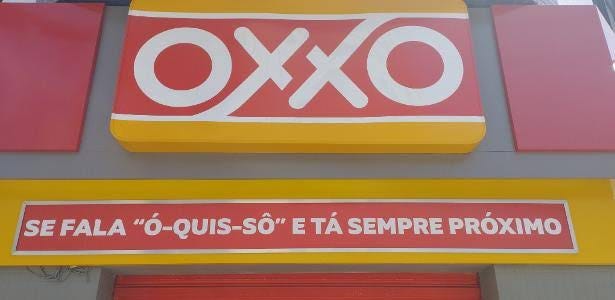 OXXO
SE FALA “Ó-QUIS-SÔ” E TÁ SEMPRE PRÓXIMO